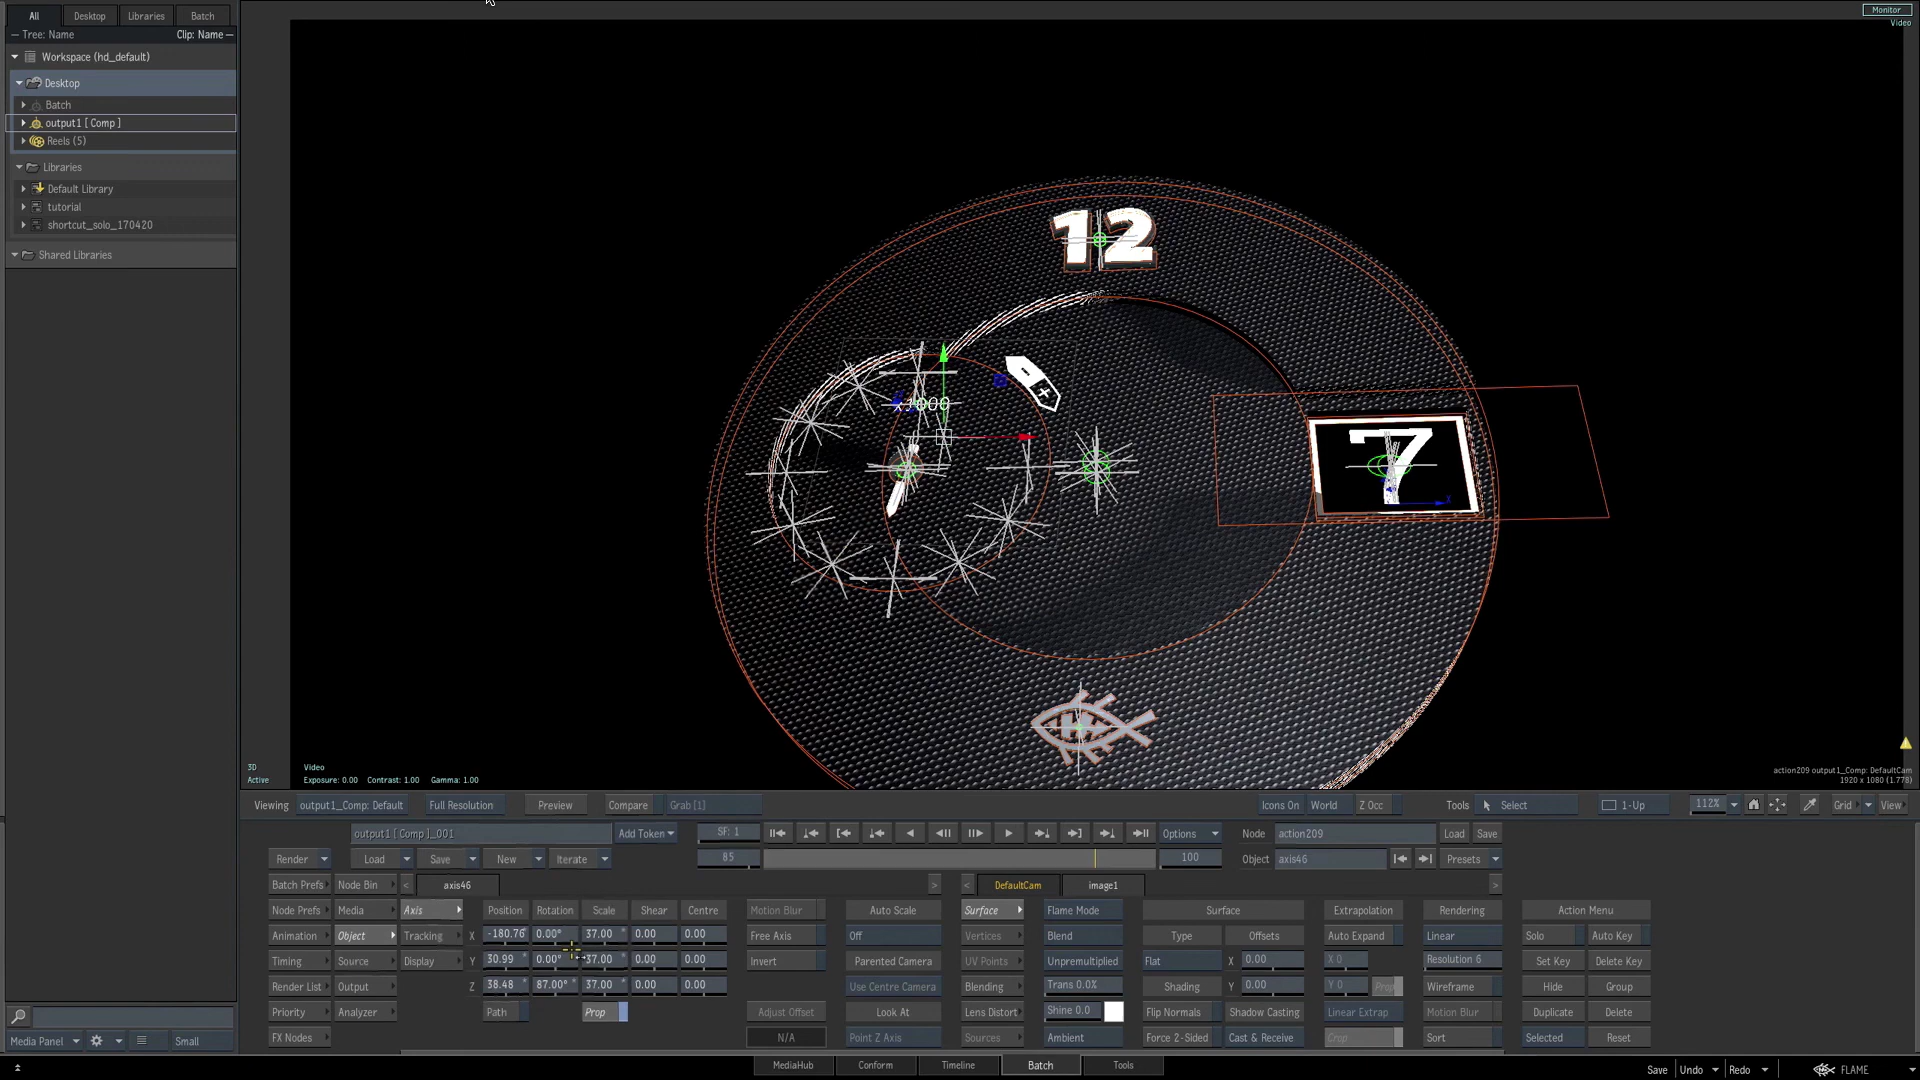 All Desktop Libraries Batch
Tree: Name Clip: Name
Workspace (hd_default)
Desktop
Batch
output1 [ Comp ]
Reels (5)
Libraries
Default Library
tutorial
shortcut_solo_170420
Shared Libraries
Monitor
Video
12
x1000
- +
7
X
3D
Active
Video
Exposure: 0.00 Contrast: 1.00 Gamma: 1.00
action209 output1_Comp: DefaultCam
1920 x 1080 (1.778)
Viewing output1_Comp: Default Full Resolution Preview Compare Grab [1] Icons On World Z Occ Tools Select 1-Up 112% Grid View
output1 [ Comp ]_001 Add Token SF: 1 Options Node action209 Load Save
Render Load Save New Iterate 85 100 Object axis46 Presets
Batch Prefs Node Bin < axis46 > < DefaultCam image1 >
Node Prefs Media Axis Position Rotation Scale Shear Centre Motion Blur Auto Scale Surface Flame Mode Surface Extrapolation Rendering Action Menu
Animation Object Tracking X -180.76 0.00° 37.00 0.00 0.00 Free Axis Off Vertices Blend Type Offsets Auto Expand Linear Solo Auto Key
Timing Source Display Y 30.99 0.00° 37.00 0.00 0.00 Invert Parented Camera UV Points Unpremultiplied Flat X 0.00 X 0 Resolution 6 Set Key Delete Key
Render List Output Z 38.48 87.00° 37.00 0.00 0.00 Use Centre Camera Blending Trans 0.0% Shading Y 0.00 Y 0 Prop Wireframe Hide Group
Priority Analyzer Path Prop Adjust Offset Look At Lens Distort Shine 0.0 Flip Normals Shadow Casting Linear Extrap Motion Blur Duplicate Delete
FX Nodes N/A Point Z Axis Sources Ambient Force 2-Sided Cast & Receive Crop Sort Selected Reset
Media Panel Small
MediaHub Conform Timeline Batch Tools
Save Undo Redo FLAME